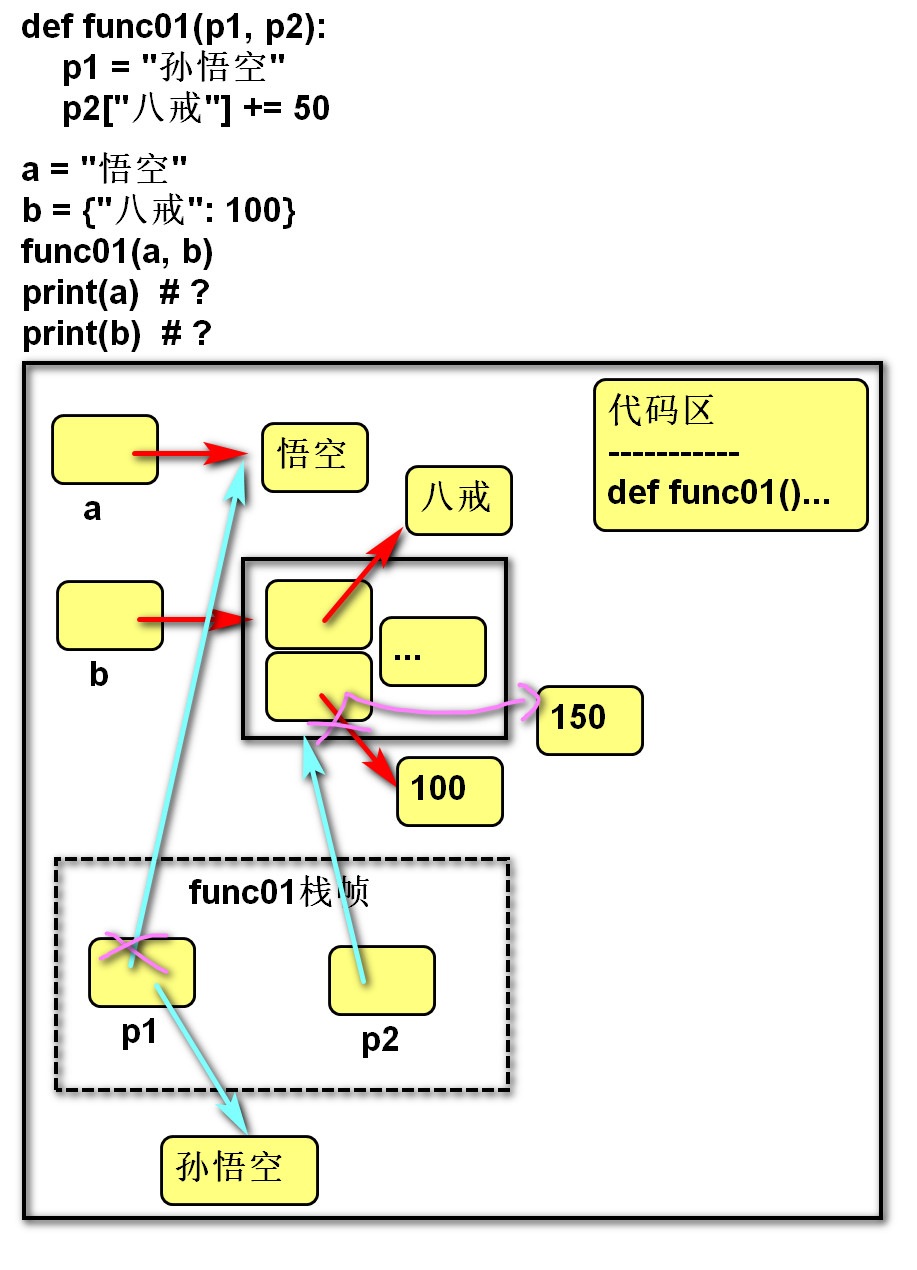 def func01(p1, p2):
    p1 = "孙悟空"
    p2["八戒"] += 50
a = "悟空"
b = {"八戒": 100}
func01(a, b)
print(a)  # ?
print(b)  # ?
代码区
-----------
def func01()...
悟空
a
八戒
b
...
150
100
func01栈帧
p1
p2
孙悟空